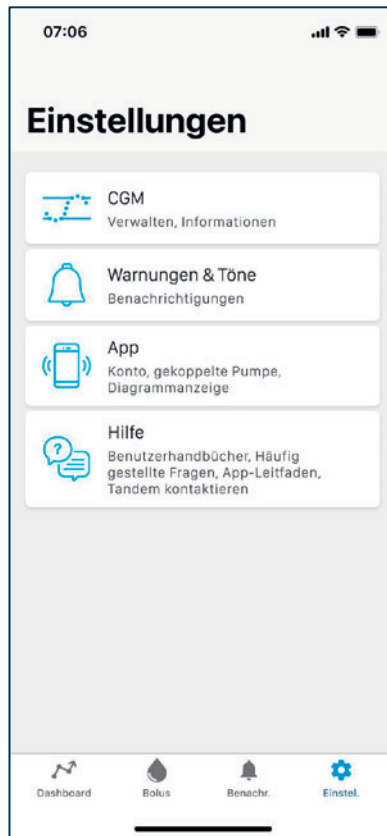 07:06
Einstellungen
CGM
Verwalten, Informationen
Warnungen & Töne
Benachrichtigungen
App
Konto, gekoppelte Pumpe,
Diagrammanzeige
?
Hilfe
Benutzerhandbücher, Häufig
gestellte Fragen, App-Leitfaden,
Tandem kontaktieren
Dashboard
Bolus
Benachr.
Einstel.